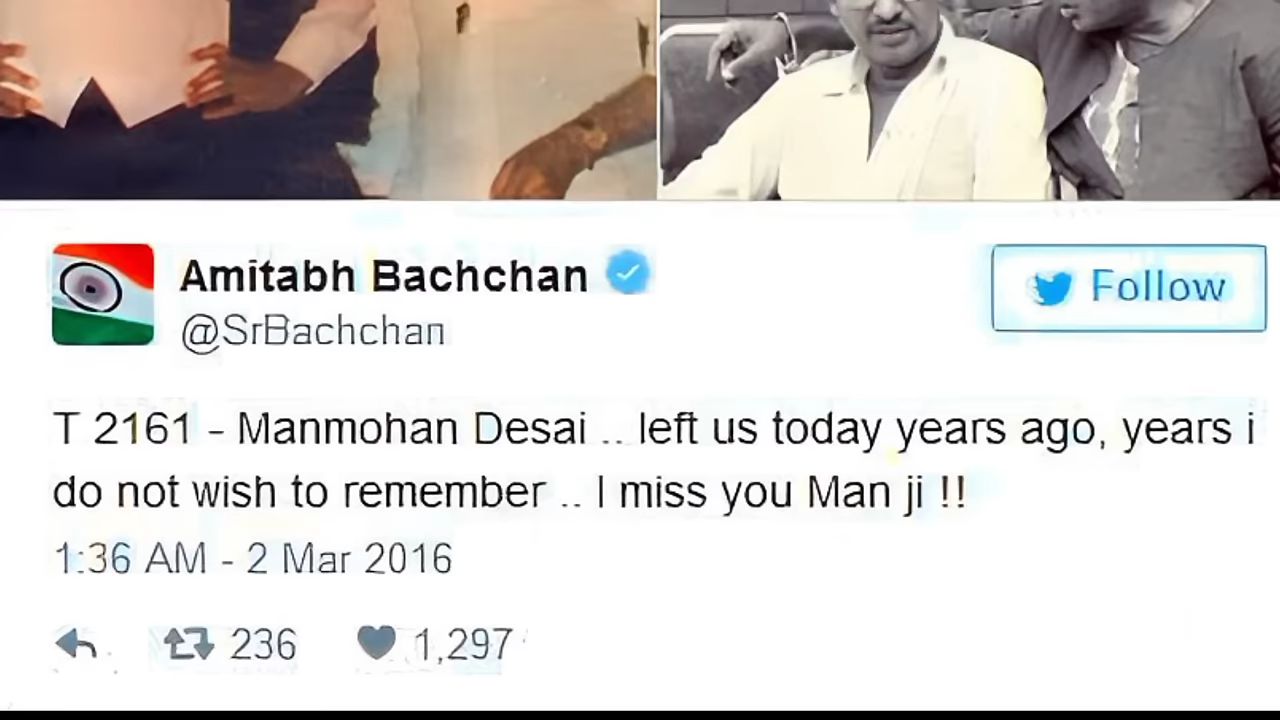 Amitabh Bachchan
@SrBachchan
Follow
T 2161 - Manmohan Desai .. left us today years ago, years i
do not wish to remember .. I miss you Man ji !!
1:36 AM - 2 Mar 2016
236 1,297